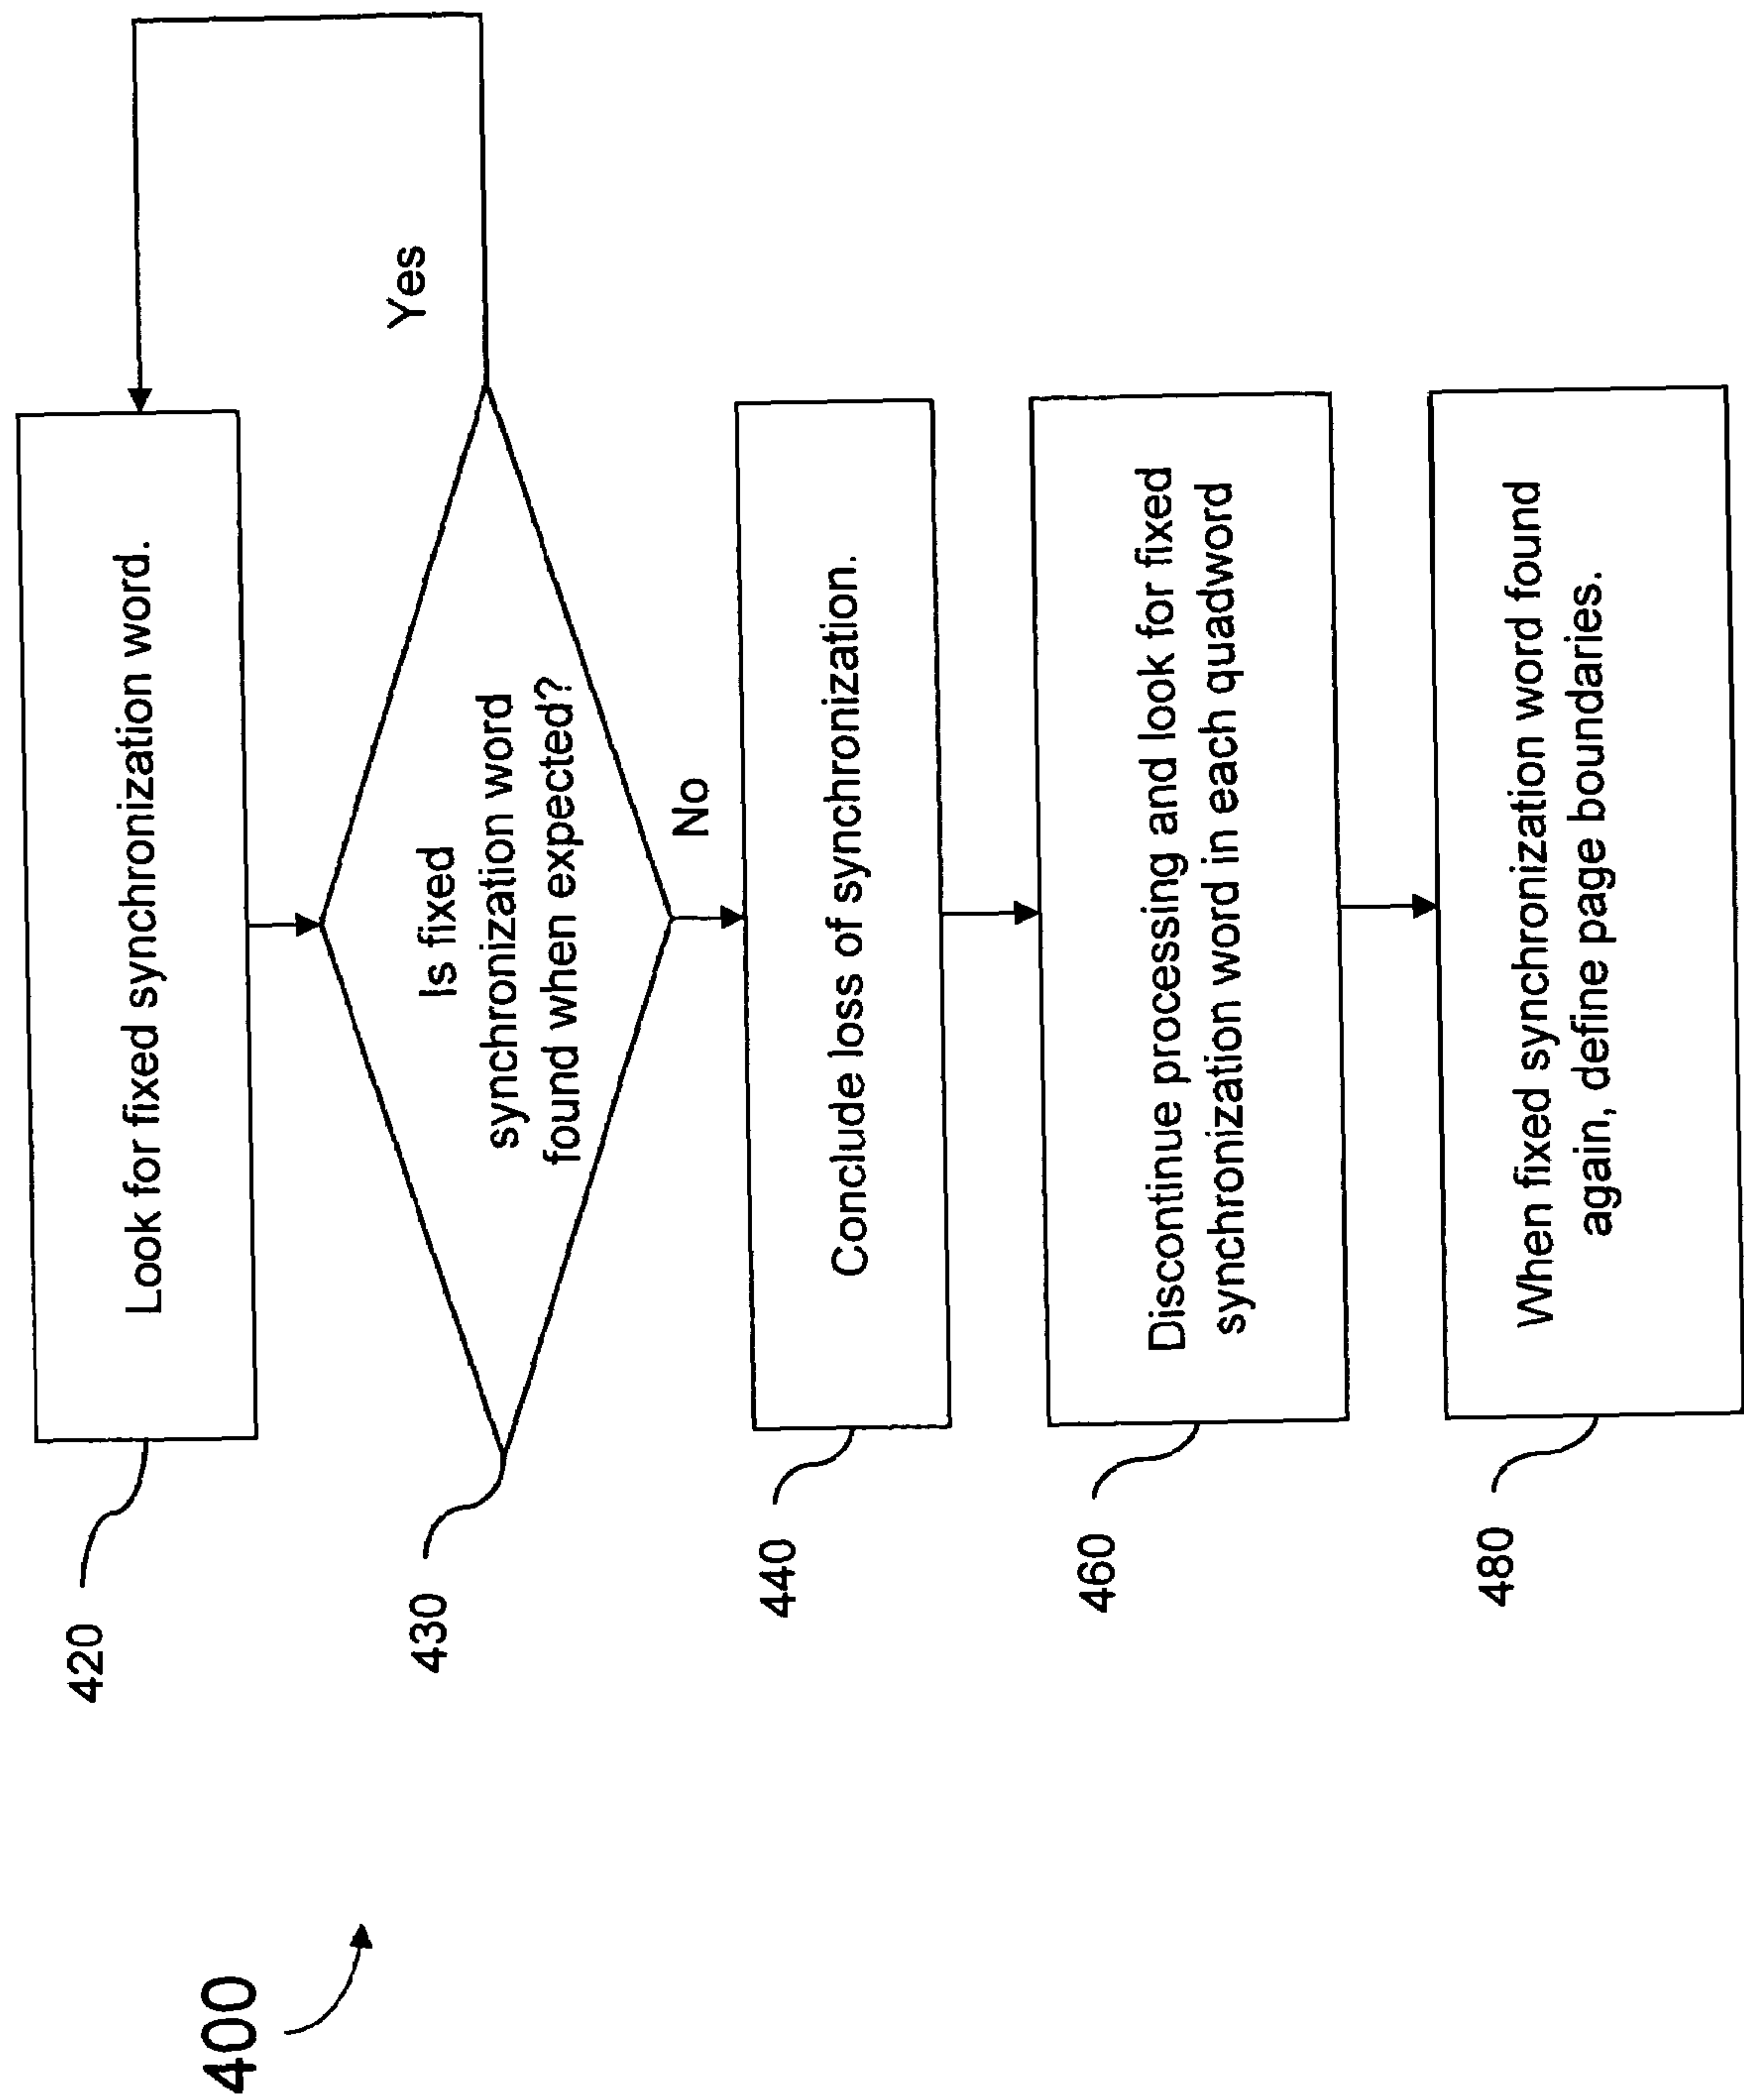 400
420
Look for fixed synchronization word.
430
Is fixed
synchronization word
found when expected?
Yes
No
440
Conclude loss of synchronization.
460
Discontinue processing and look for fixed
synchronization word in each quadword
480
When fixed synchronization word found
again, define page boundaries.